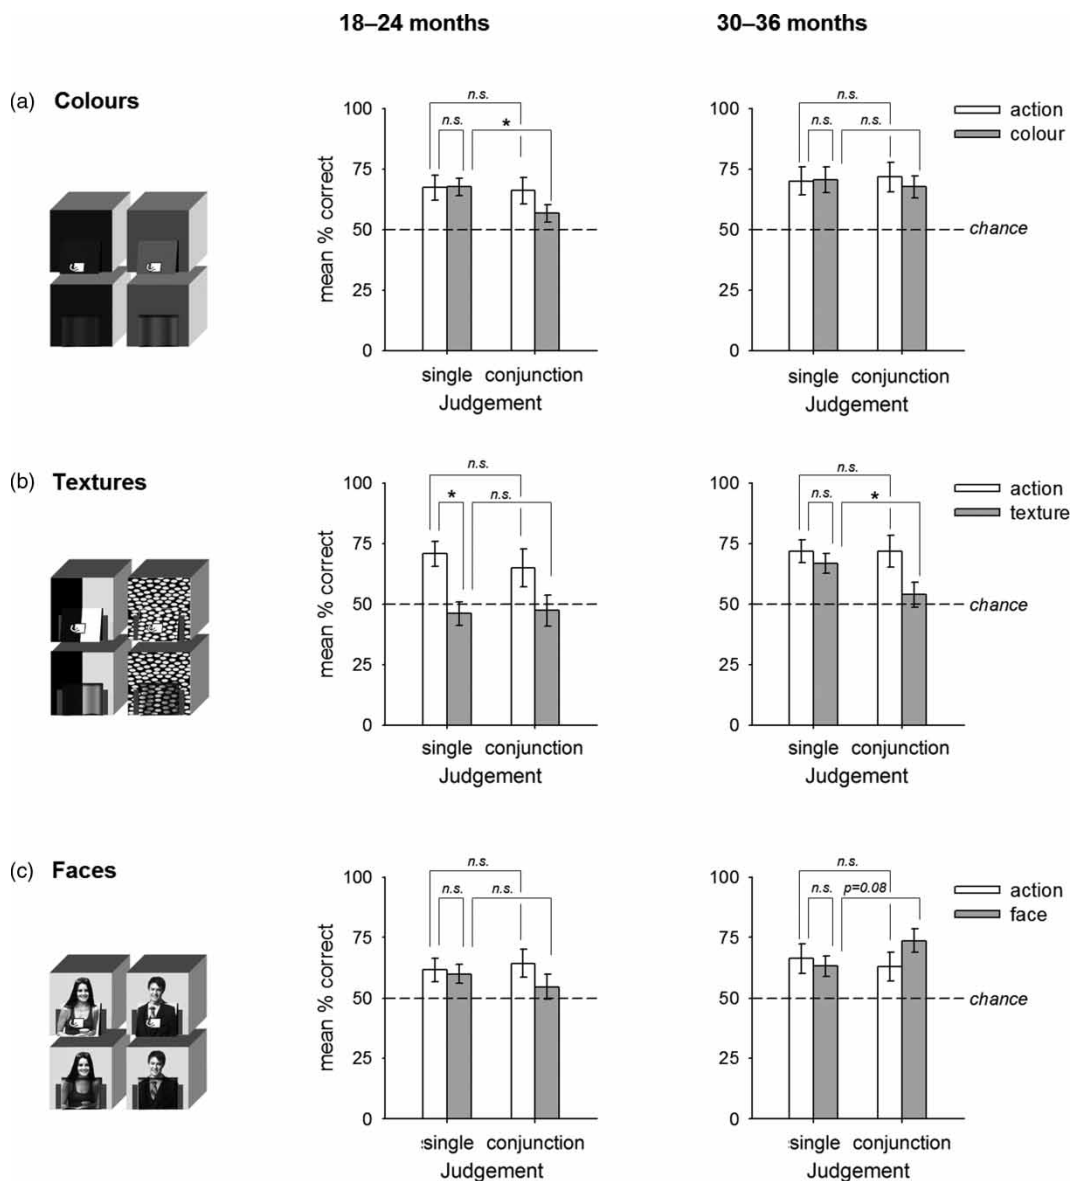 18–24 months 30–36 months
(a) Colours
n.s. n.s.
n.s. * n.s. n.s.
100 100 action
colour
75 75
mean % correct
50 50 chance
25 25
0 0
single conjunction single conjunction
Judgement Judgement
(b) Textures
n.s. n.s.
100 100 action
* n.s. n.s. * texture
75 75
mean % correct
50 50 chance
25 25
0 0
single conjunction single conjunction
Judgement Judgement
(c) Faces
n.s. n.s.
100 100 action
n.s. n.s. n.s. p=0.08
face
75 75
mean % correct
50 50 chance
25 25
0 0
single conjunction single conjunction
Judgement Judgement